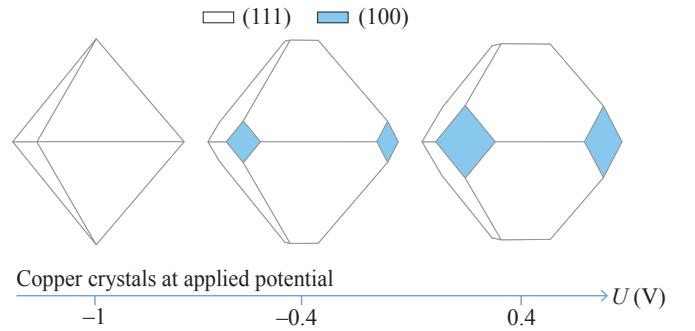 (111) (100)
Copper crystals at applied potential
U (V)
–1 –0.4 0.4